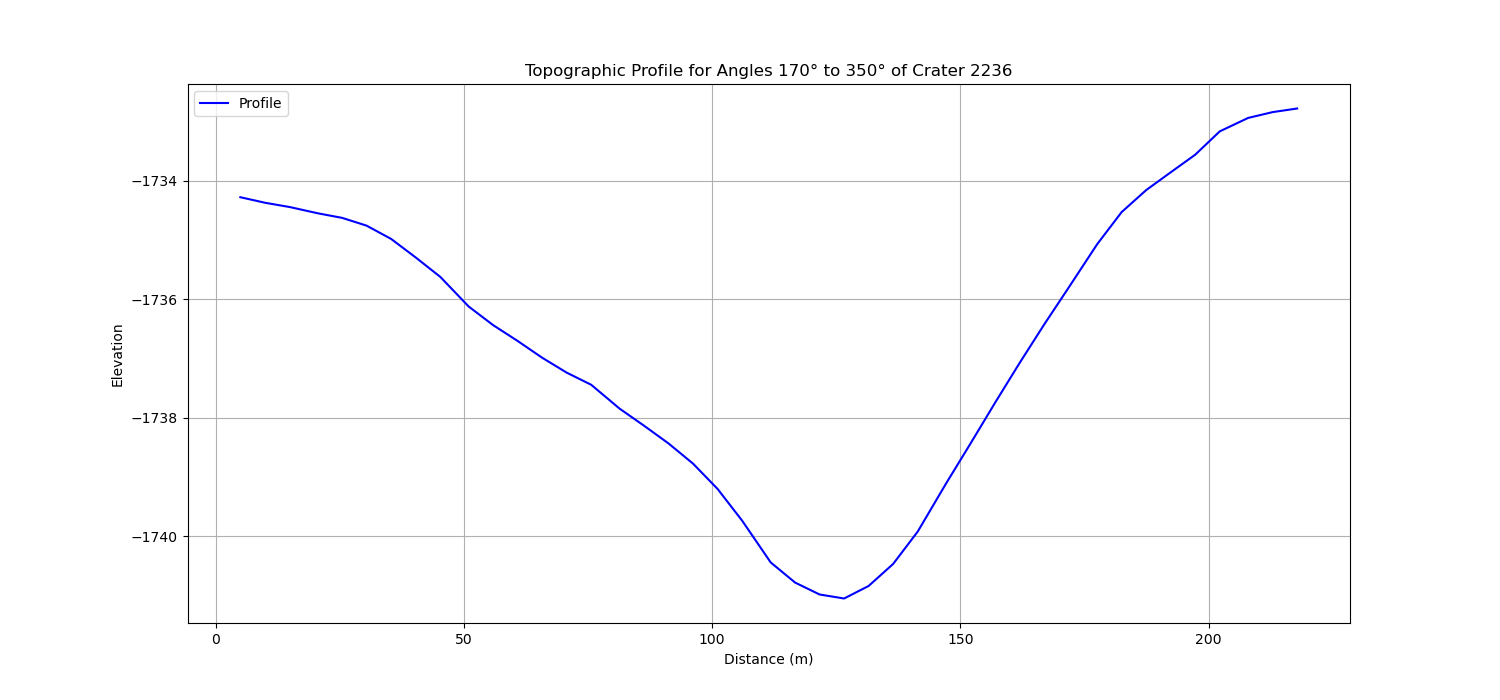 Topographic Profile for Angles 170° to 350° of Crater 2236
Profile
−1734
−1736
−1738
−1740
Elevation
0 50 100 150 200
Distance (m)